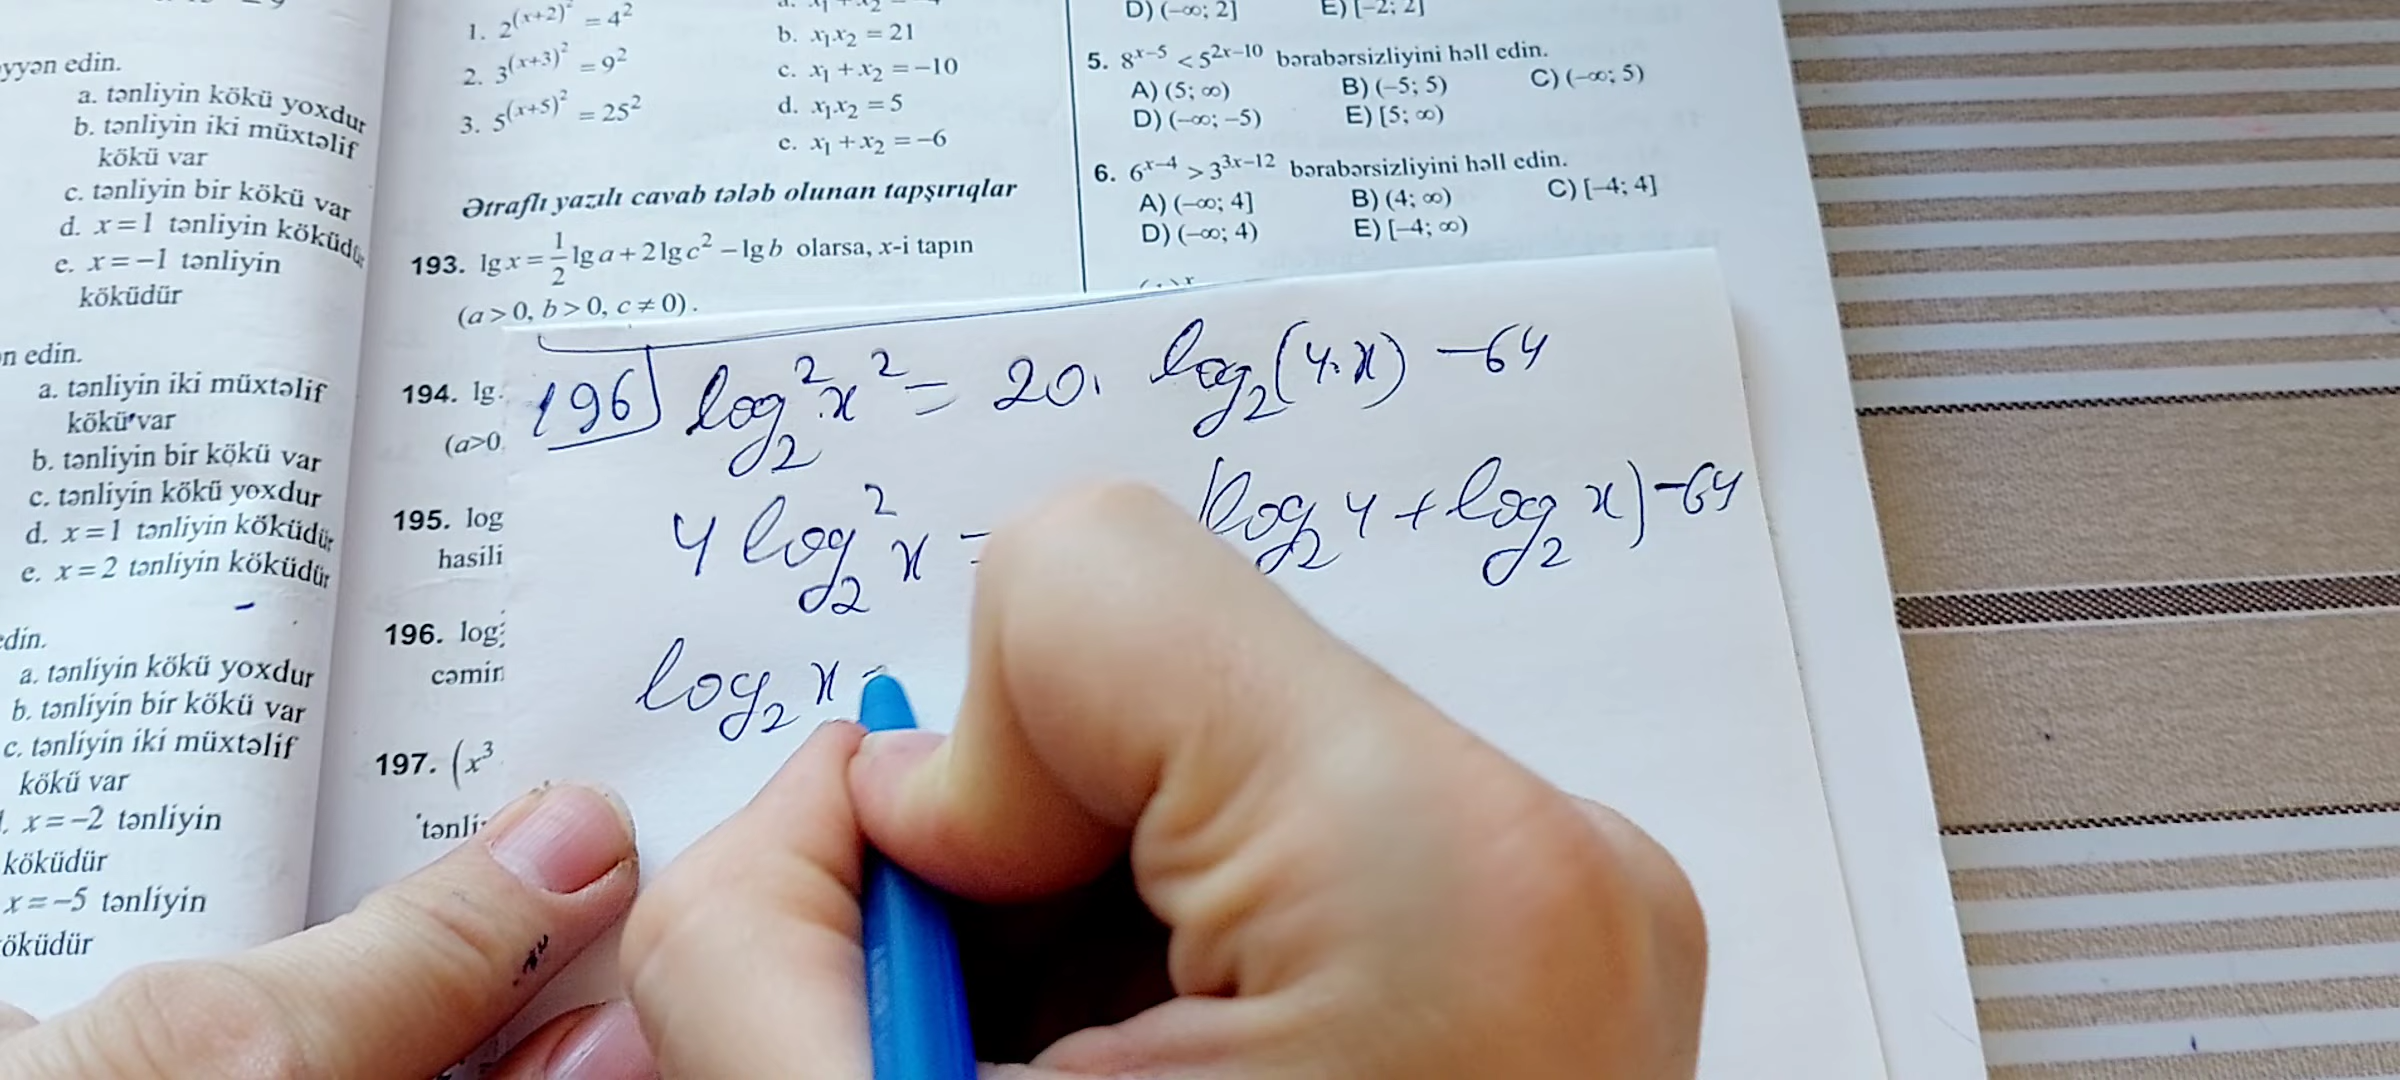 yyən edin.
a. tənliyin kökü yoxdur
b. tənliyin iki müxtəlif
kökü var
c. tənliyin bir kökü var
d. x=1 tənliyin köküdür
e. x=−1 tənliyin
köküdür
n edin.
a. tənliyin iki müxtəlif
kökü var
b. tənliyin bir kökü var
c. tənliyin kökü yoxdur
d. x=1 tənliyin köküdür
e. x=2 tənliyin köküdür
edin.
a. tənliyin kökü yoxdur
b. tənliyin bir kökü var
c. tənliyin iki müxtəlif
kökü var
x=−2 tənliyin
köküdür
x=−5 tənliyin
öküdür
1. 2^(x+2)² = 4²
2. 3^(x+3)² = 9²
3. 5^(x+5)² = 25²
b. x₁x₂ = 21
c. x₁+x₂ = −10
d. x₁x₂ = 5
e. x₁+x₂ = −6
Ətraflı yazılı cavab tələb olunan tapşırıqlar
193. lg x = 1/2 lg a + 2 lg c² − lg b olarsa, x-i tapın
(a>0, b>0, c≠0).
194. lg
(a>0
195. log
hasili
196. log
cəmin
197. (x³
tənli
D) (−∞; 2] E) [−2; 2]
5. 8^(x−5) < 5^(2x−10) bərabərsizliyini həll edin.
A) (5; ∞) B) (−5; 5) C) (−∞; 5)
D) (−∞; −5) E) [5; ∞)
6. 6^(x−4) > 3^(3x−12) bərabərsizliyini həll edin.
A) (−∞; 4] B) (4; ∞) C) [−4; 4]
D) (−∞; 4) E) [−4; ∞)
196 log₂² x² = 20. log₂(4.x) −64
4 log₂² x = (log₂ 4 + log₂ x) −64
log₂ x =